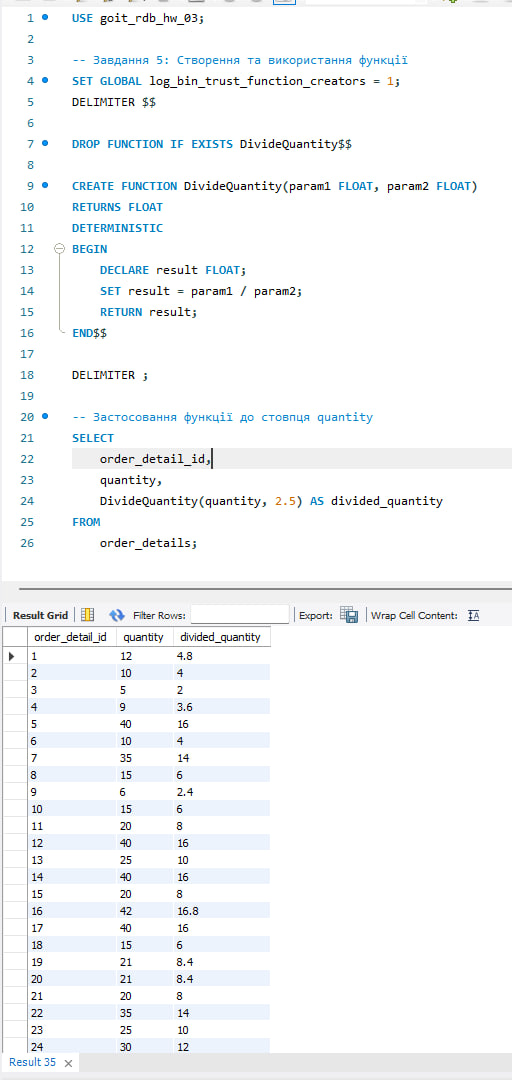 1 USE goit_rdb_hw_03;
2
3 -- Завдання 5: Створення та використання функції
4 SET GLOBAL log_bin_trust_function_creators = 1;
5 DELIMITER $$
6
7 DROP FUNCTION IF EXISTS DivideQuantity$$
8
9 CREATE FUNCTION DivideQuantity(param1 FLOAT, param2 FLOAT)
10 RETURNS FLOAT
11 DETERMINISTIC
12 BEGIN
13 DECLARE result FLOAT;
14 SET result = param1 / param2;
15 RETURN result;
16 END$$
17
18 DELIMITER ;
19
20 -- Застосовання функції до стовпця quantity
21 SELECT
22 order_detail_id,
23 quantity,
24 DivideQuantity(quantity, 2.5) AS divided_quantity
25 FROM
26 order_details;
Result Grid Filter Rows: Export: Wrap Cell Content:
order_detail_id quantity divided_quantity
1 12 4.8
2 10 4
3 5 2
4 9 3.6
5 40 16
6 10 4
7 35 14
8 15 6
9 6 2.4
10 15 6
11 20 8
12 40 16
13 25 10
14 40 16
15 20 8
16 42 16.8
17 40 16
18 15 6
19 21 8.4
20 21 8.4
21 20 8
22 35 14
23 25 10
24 30 12
Result 35